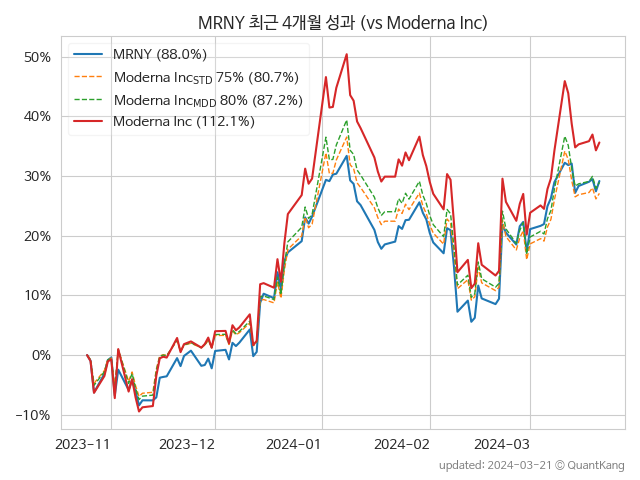 MRNY 최근 4개월 성과 (vs Moderna Inc)
MRNY (88.0%)
Moderna Inc_STD 75% (80.7%)
Moderna Inc_MDD 80% (87.2%)
Moderna Inc (112.1%)
50%
40%
30%
20%
10%
0%
−10%
2023-11
2023-12
2024-01
2024-02
2024-03
updated: 2024-03-21 © QuantKang